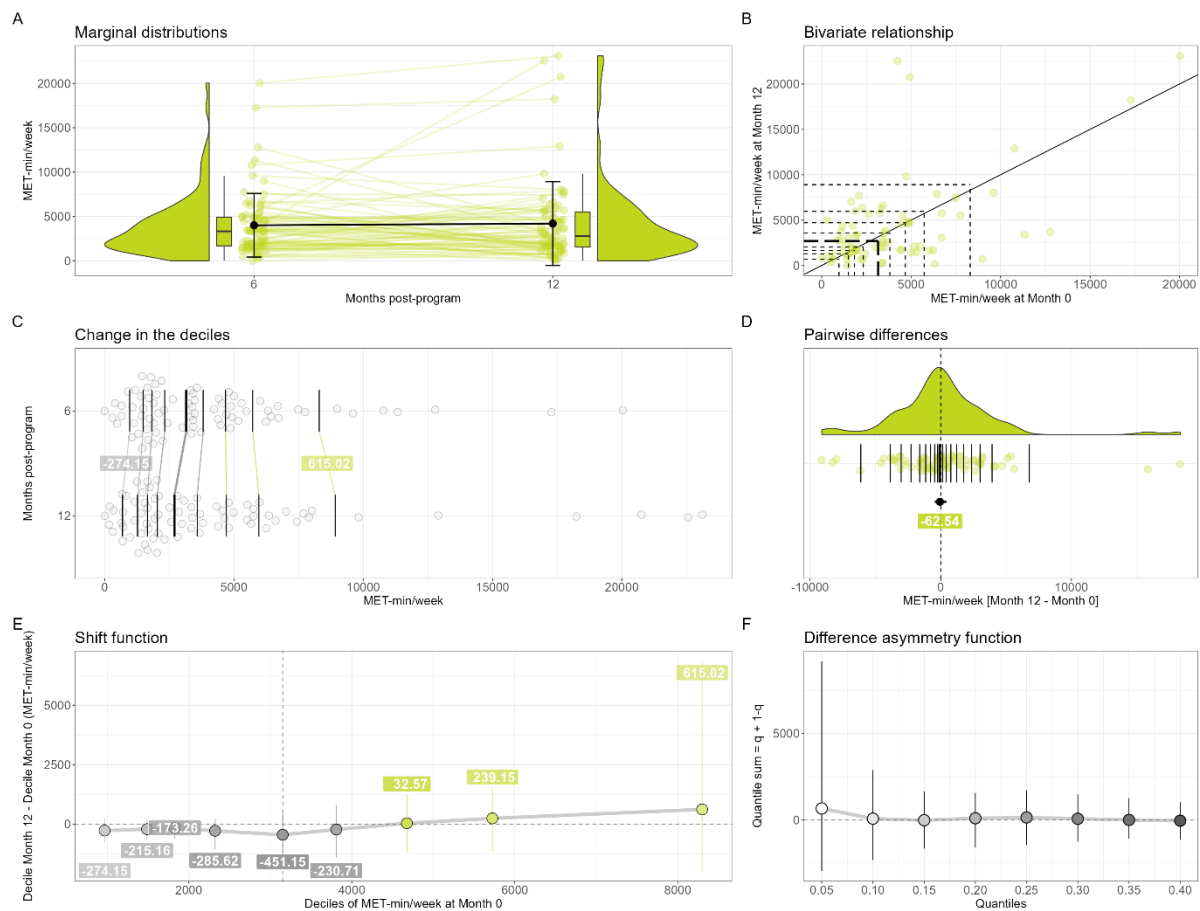 A
Marginal distributions
MET-min/week
20000
15000
10000
5000
0
6
12
Months post-program
B
Bivariate relationship
MET-min/week at Month 12
20000
15000
10000
5000
0
0
5000
10000
15000
20000
MET-min/week at Month 0
C
Change in the deciles
Months post-program
6
12
-274.15
615.02
0
5000
10000
15000
20000
MET-min/week
D
Pairwise differences
-62.54
-10000
0
10000
MET-min/week [Month 12 - Month 0]
E
Shift function
Decile Month 12 - Decile Month 0 (MET-min/week)
5000
2500
0
-274.15
-215.16
-173.26
-285.62
-451.15
-230.71
32.57
239.15
615.02
2000
4000
6000
8000
Deciles of MET-min/week at Month 0
F
Difference asymmetry function
Quantile sum = q + 1-q
5000
0
0.05
0.10
0.15
0.20
0.25
0.30
0.35
0.40
Quantiles